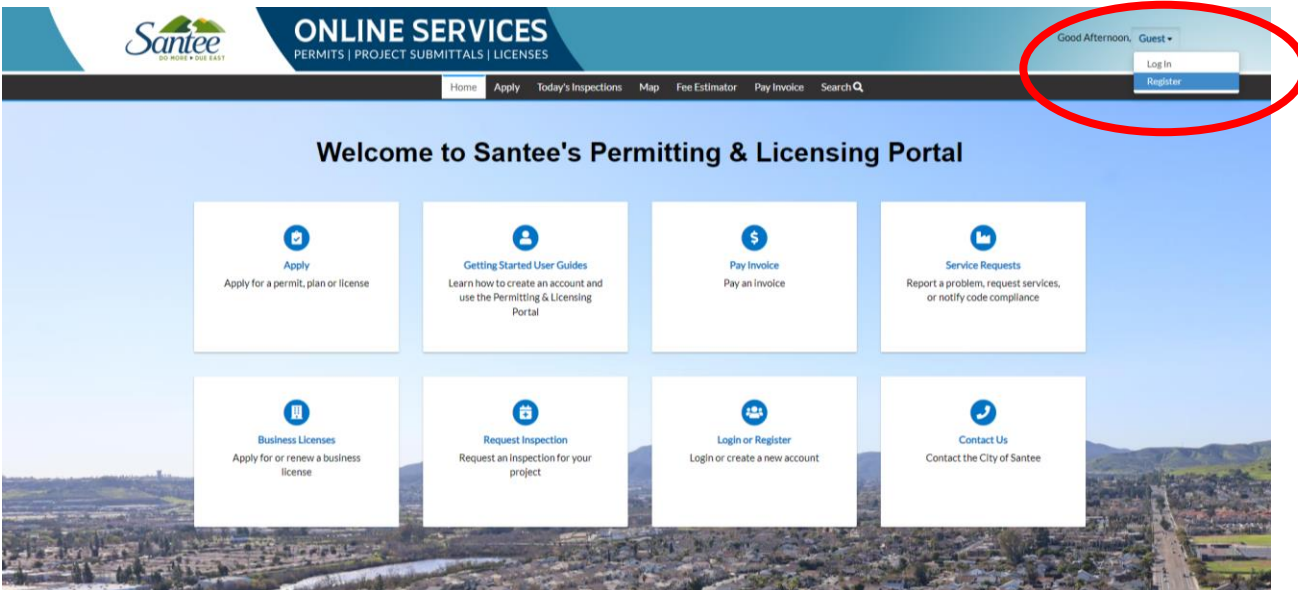 Santee
DO MORE • DUE EAST
ONLINE SERVICES
PERMITS | PROJECT SUBMITTALS | LICENSES
Good Afternoon, Guest
Log In
Register
Home Apply Today's Inspections Map Fee Estimator Pay Invoice Search
Welcome to Santee's Permitting & Licensing Portal
Apply
Apply for a permit, plan or license
Getting Started User Guides
Learn how to create an account and
use the Permitting & Licensing
Portal
Pay Invoice
Pay an invoice
Service Requests
Report a problem, request services,
or notify code compliance
Business Licenses
Apply for or renew a business
license
Request Inspection
Request an inspection for your
project
Login or Register
Login or create a new account
Contact Us
Contact the City of Santee